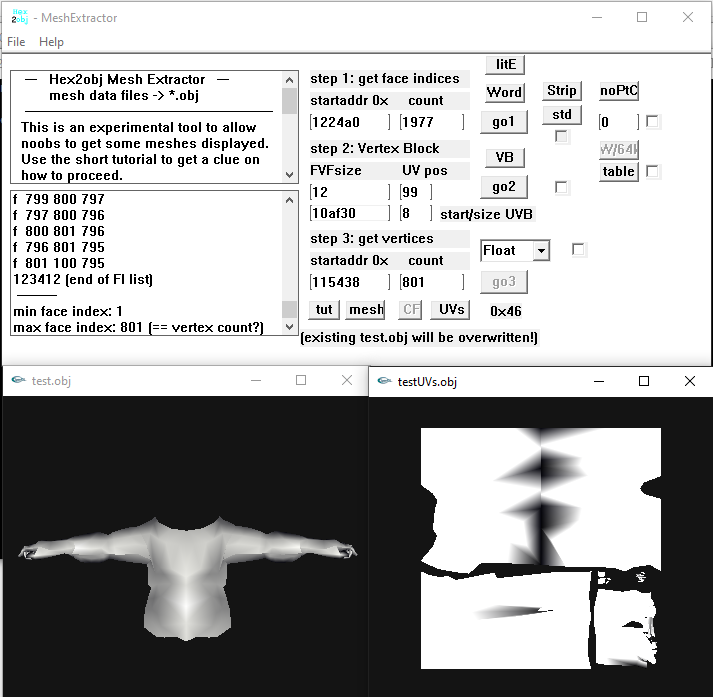 Hex
2obj - MeshExtractor
File Help
— Hex2obj Mesh Extractor —
mesh data files -> *.obj
This is an experimental tool to allow
noobs to get some meshes displayed.
Use the short tutorial to get a clue on
how to proceed.
f 799 800 797
f 797 800 796
f 800 801 796
f 796 801 795
f 801 100 795
123412 (end of FI list)
min face index: 1
max face index: 801 (== vertex count?)
step 1: get face indices
startaddr 0x count
1224a0 1977
step 2: Vertex Block
FVFsize UV pos
12 99
10af30 8 start/size UVB
step 3: get vertices
startaddr 0x count
115438 801
tut mesh CF UVs 0x46
(existing test.obj will be overwritten!)
litE
Word Strip noPtC
go1 std 0
VB
go2 table
Float
go3
test.obj
testUVs.obj